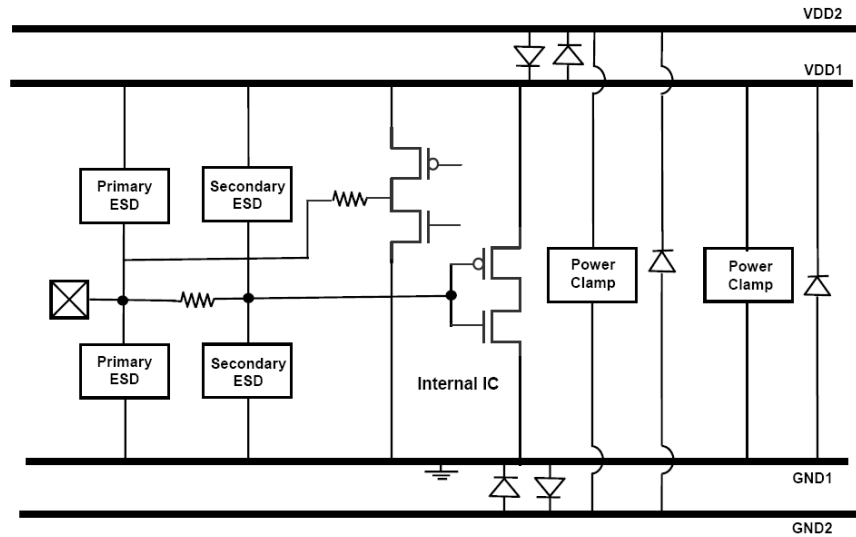 VDD2
VDD1
Primary
ESD
Secondary
ESD
Power
Clamp
Power
Clamp
Primary
ESD
Secondary
ESD
Internal IC
GND1
GND2